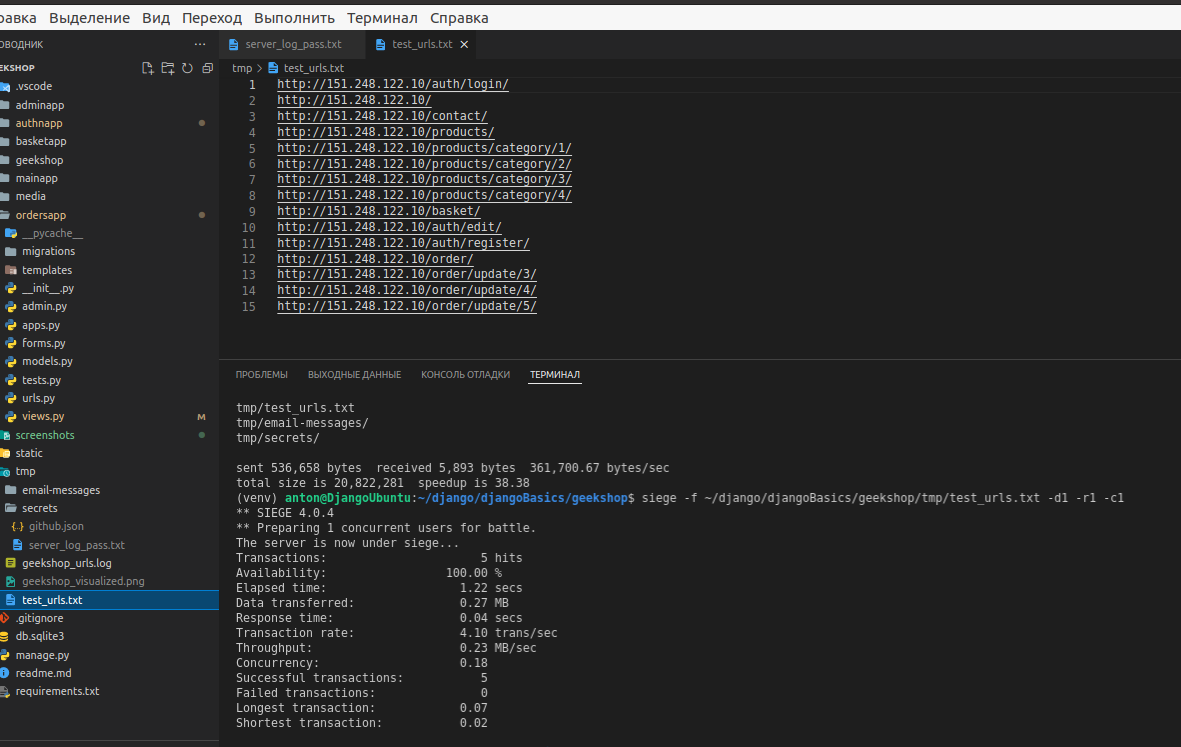 равка Выделение Вид Переход Выполнить Терминал Справка
ОВОДНИК ...
EKSHOP
.vscode
adminapp
authnapp
basketapp
geekshop
mainapp
media
ordersapp
__pycache__
migrations
templates
__init__.py
admin.py
apps.py
forms.py
models.py
tests.py
urls.py
views.py M
screenshots
static
tmp
email-messages
secrets
github.json
server_log_pass.txt
geekshop_urls.log
geekshop_visualized.png
test_urls.txt
.gitignore
db.sqlite3
manage.py
readme.md
requirements.txt
server_log_pass.txt test_urls.txt ×
tmp > test_urls.txt
1 http://151.248.122.10/auth/login/
2 http://151.248.122.10/
3 http://151.248.122.10/contact/
4 http://151.248.122.10/products/
5 http://151.248.122.10/products/category/1/
6 http://151.248.122.10/products/category/2/
7 http://151.248.122.10/products/category/3/
8 http://151.248.122.10/products/category/4/
9 http://151.248.122.10/basket/
10 http://151.248.122.10/auth/edit/
11 http://151.248.122.10/auth/register/
12 http://151.248.122.10/order/
13 http://151.248.122.10/order/update/3/
14 http://151.248.122.10/order/update/4/
15 http://151.248.122.10/order/update/5/
ПРОБЛЕМЫ ВЫХОДНЫЕ ДАННЫЕ КОНСОЛЬ ОТЛАДКИ ТЕРМИНАЛ
tmp/test_urls.txt
tmp/email-messages/
tmp/secrets/
sent 536,658 bytes received 5,893 bytes 361,700.67 bytes/sec
total size is 20,822,281 speedup is 38.38
(venv) anton@DjangoUbuntu:~/django/djangoBasics/geekshop$ siege -f ~/django/djangoBasics/geekshop/tmp/test_urls.txt -d1 -r1 -c1
** SIEGE 4.0.4
** Preparing 1 concurrent users for battle.
The server is now under siege...
Transactions: 5 hits
Availability: 100.00 %
Elapsed time: 1.22 secs
Data transferred: 0.27 MB
Response time: 0.04 secs
Transaction rate: 4.10 trans/sec
Throughput: 0.23 MB/sec
Concurrency: 0.18
Successful transactions: 5
Failed transactions: 0
Longest transaction: 0.07
Shortest transaction: 0.02